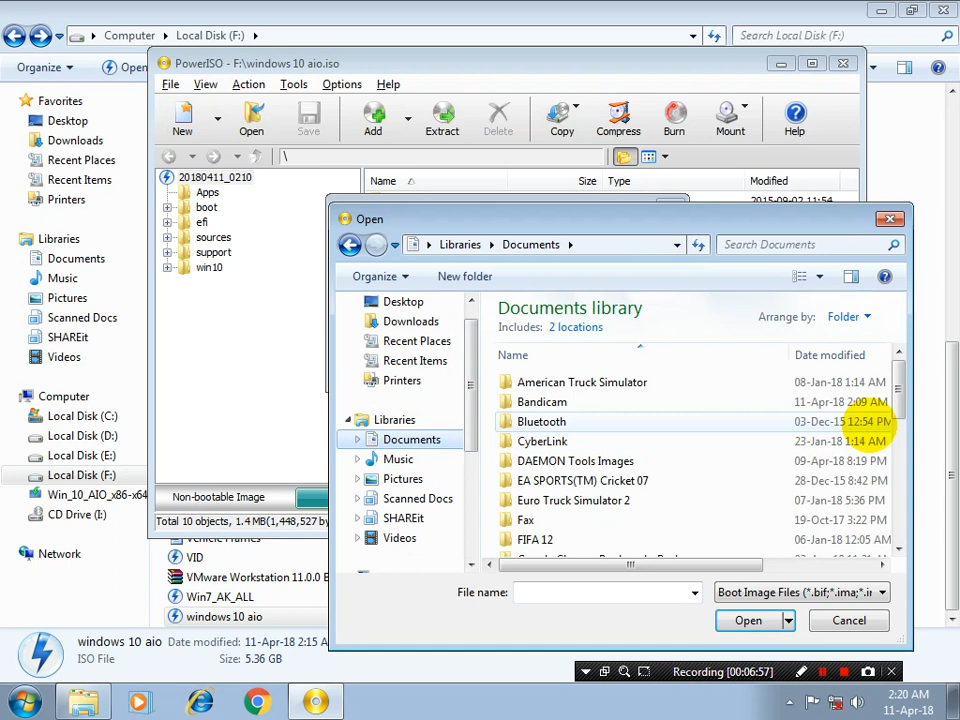 Computer ▸ Local Disk (F:) ▸
Search Local Disk (F:)
Organize
Open
Favorites
Desktop
Downloads
Recent Places
Recent Items
Printers
Libraries
Documents
Music
Pictures
Scanned Docs
SHAREit
Videos
Computer
Local Disk (C:)
Local Disk (D:)
Local Disk (E:)
Local Disk (F:)
Win_10_AIO_x86-x64
CD Drive (I:)
Network
PowerISO - F:\windows 10 aio.iso
File View Action Tools Options Help
New Open Save Add Extract Delete Copy Compress Burn Mount Help
\
20180411_0210
Apps
boot
efi
sources
support
win10
Name Size Type Modified
2015-09-02 11:54
Non-bootable Image
Total 10 objects, 1.4 MB(1,448,527 by
VID
VMware Workstation 11.0.0 B
Win7_AK_ALL
windows 10 aio
Open
Libraries ▸ Documents ▸
Search Documents
Organize New folder
Desktop
Downloads
Recent Places
Recent Items
Printers
Libraries
Documents
Music
Pictures
Scanned Docs
SHAREit
Videos
Documents library
Includes: 2 locations
Arrange by: Folder
Name Date modified
American Truck Simulator 08-Jan-18 1:14 AM
Bandicam 11-Apr-18 2:09 AM
Bluetooth 03-Dec-15 12:54 PM
CyberLink 23-Jan-18 1:14 AM
DAEMON Tools Images 09-Apr-18 8:19 PM
EA SPORTS(TM) Cricket 07 28-Dec-15 8:42 PM
Euro Truck Simulator 2 07-Jan-18 5:36 PM
Fax 19-Oct-17 3:22 PM
FIFA 12 06-Jan-18 12:05 AM
File name:
Boot Image Files (*.bif;*.ima;*.ir
Open Cancel
windows 10 aio Date modified: 11-Apr-18 2:15 A
ISO File Size: 5.36 GB
Recording [00:06:57]
2:20 AM
11-Apr-18